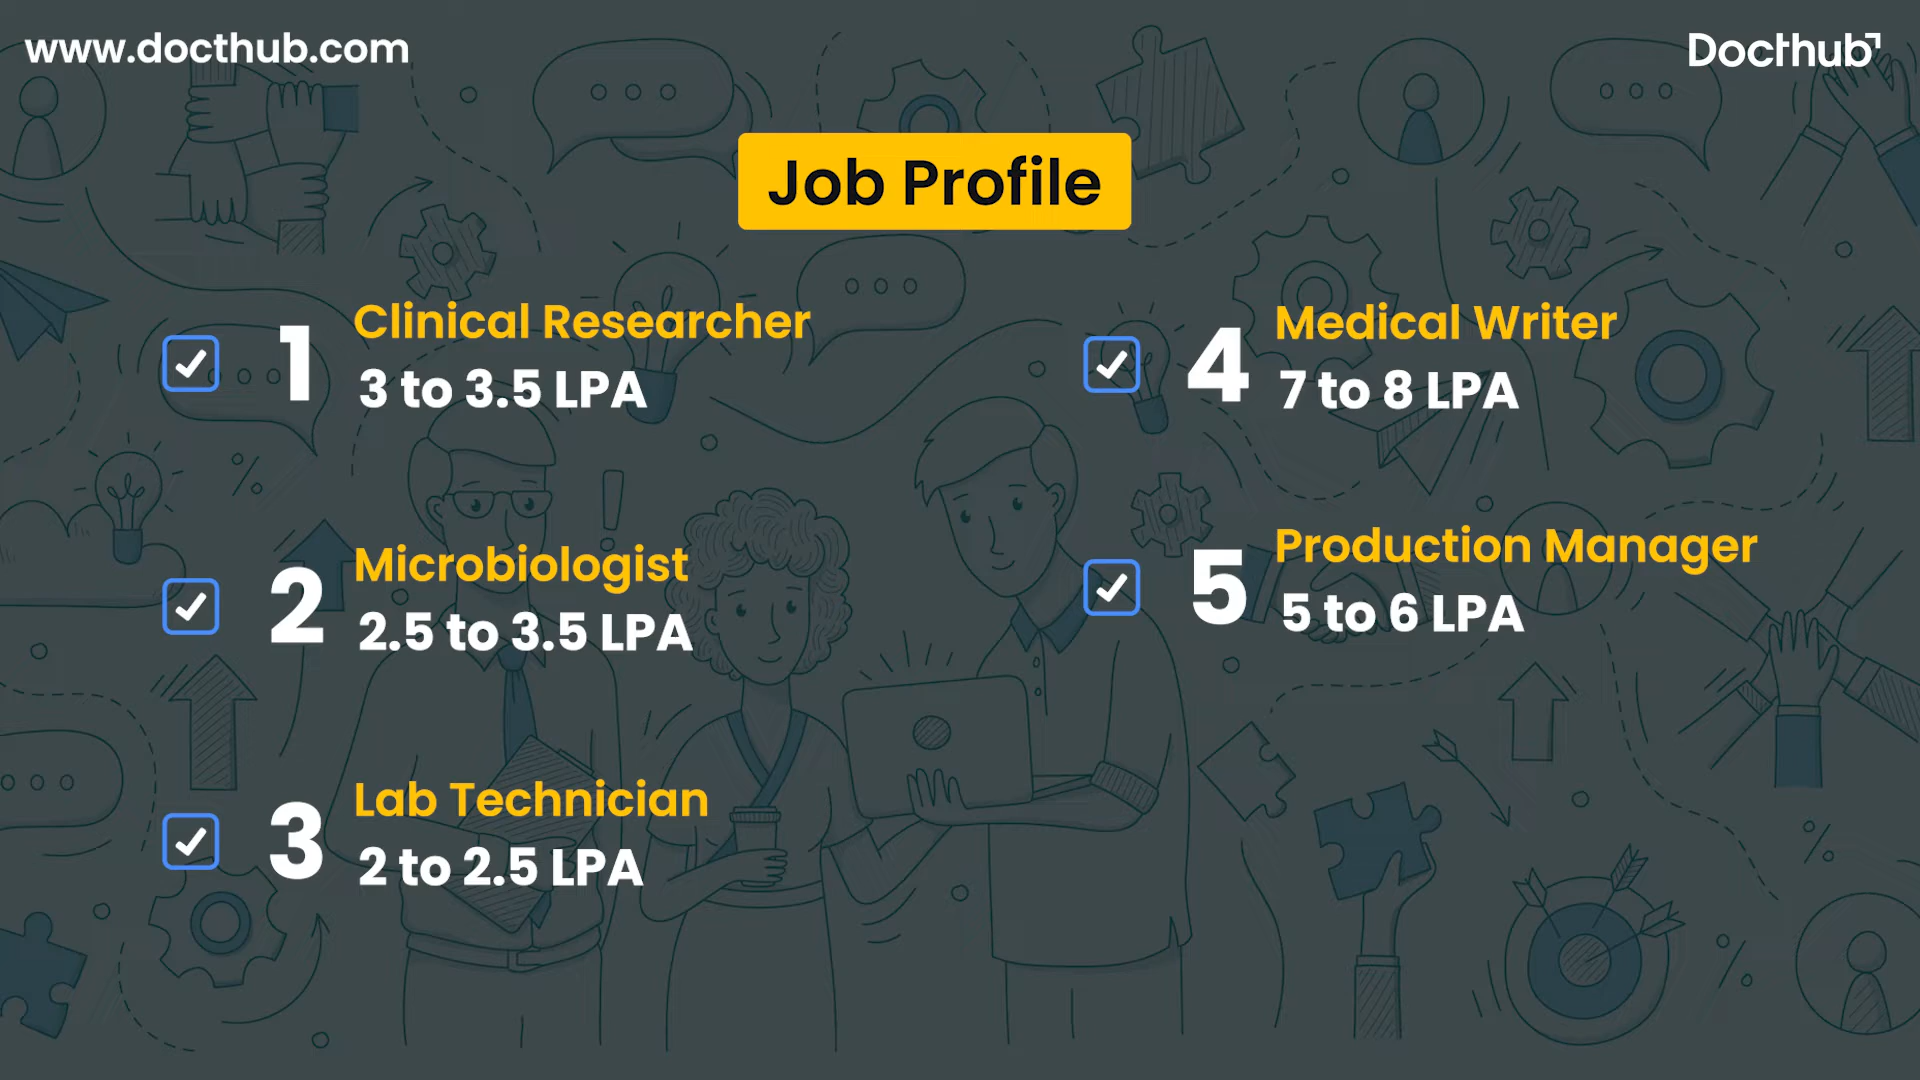 www.docthub.com
Docthub
Job Profile
1
Clinical Researcher
3 to 3.5 LPA
2
Microbiologist
2.5 to 3.5 LPA
3
Lab Technician
2 to 2.5 LPA
4
Medical Writer
7 to 8 LPA
5
Production Manager
5 to 6 LPA